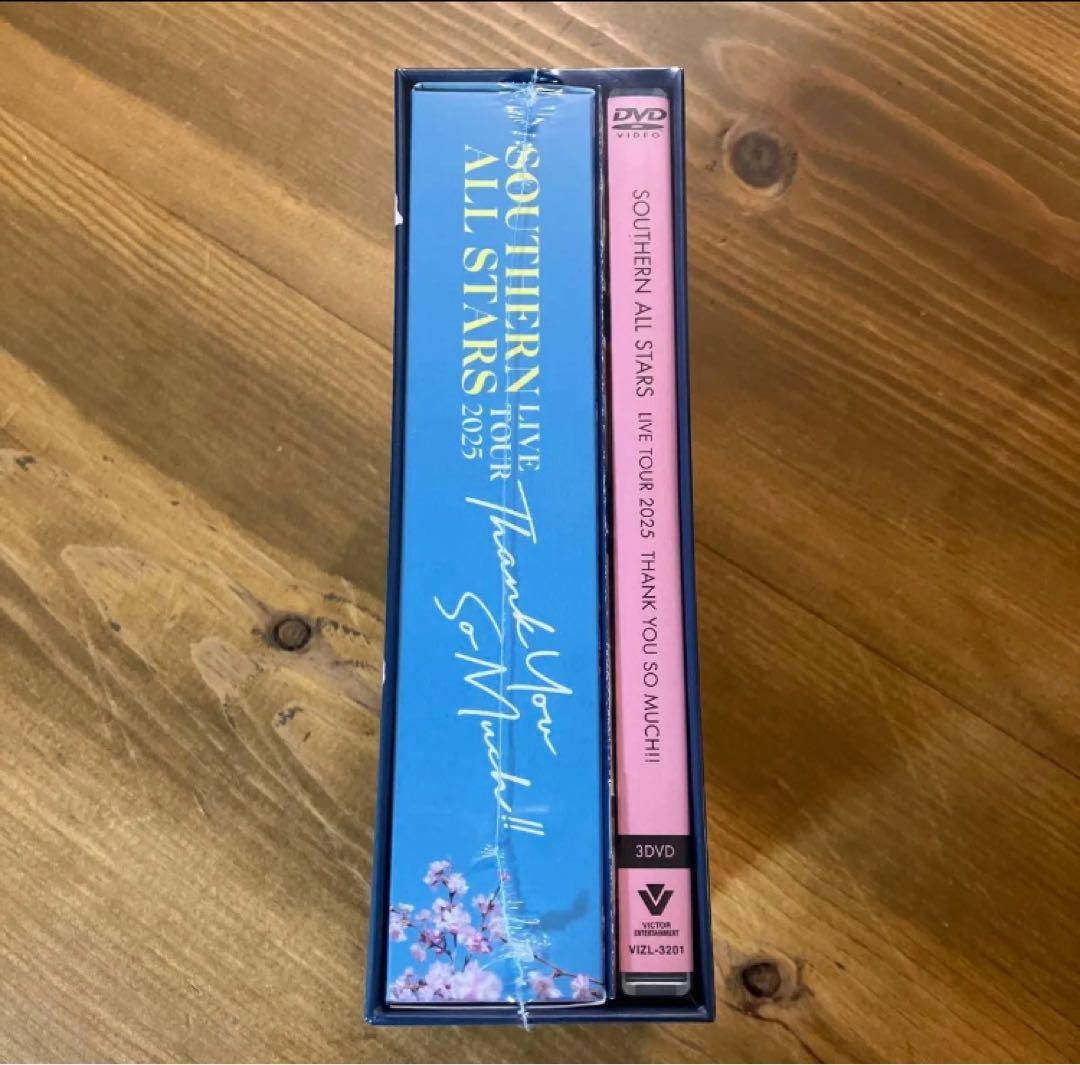 SOUTHERN
ALL STARS
LIVE
TOUR
2025
Thank You
So Much!!
DVD
VIDEO
SOUTHERN ALL STARS LIVE TOUR 2025 THANK YOU SO MUCH!!
3DVD
VICTOR
ENTERTAINMENT
VIZL-3201